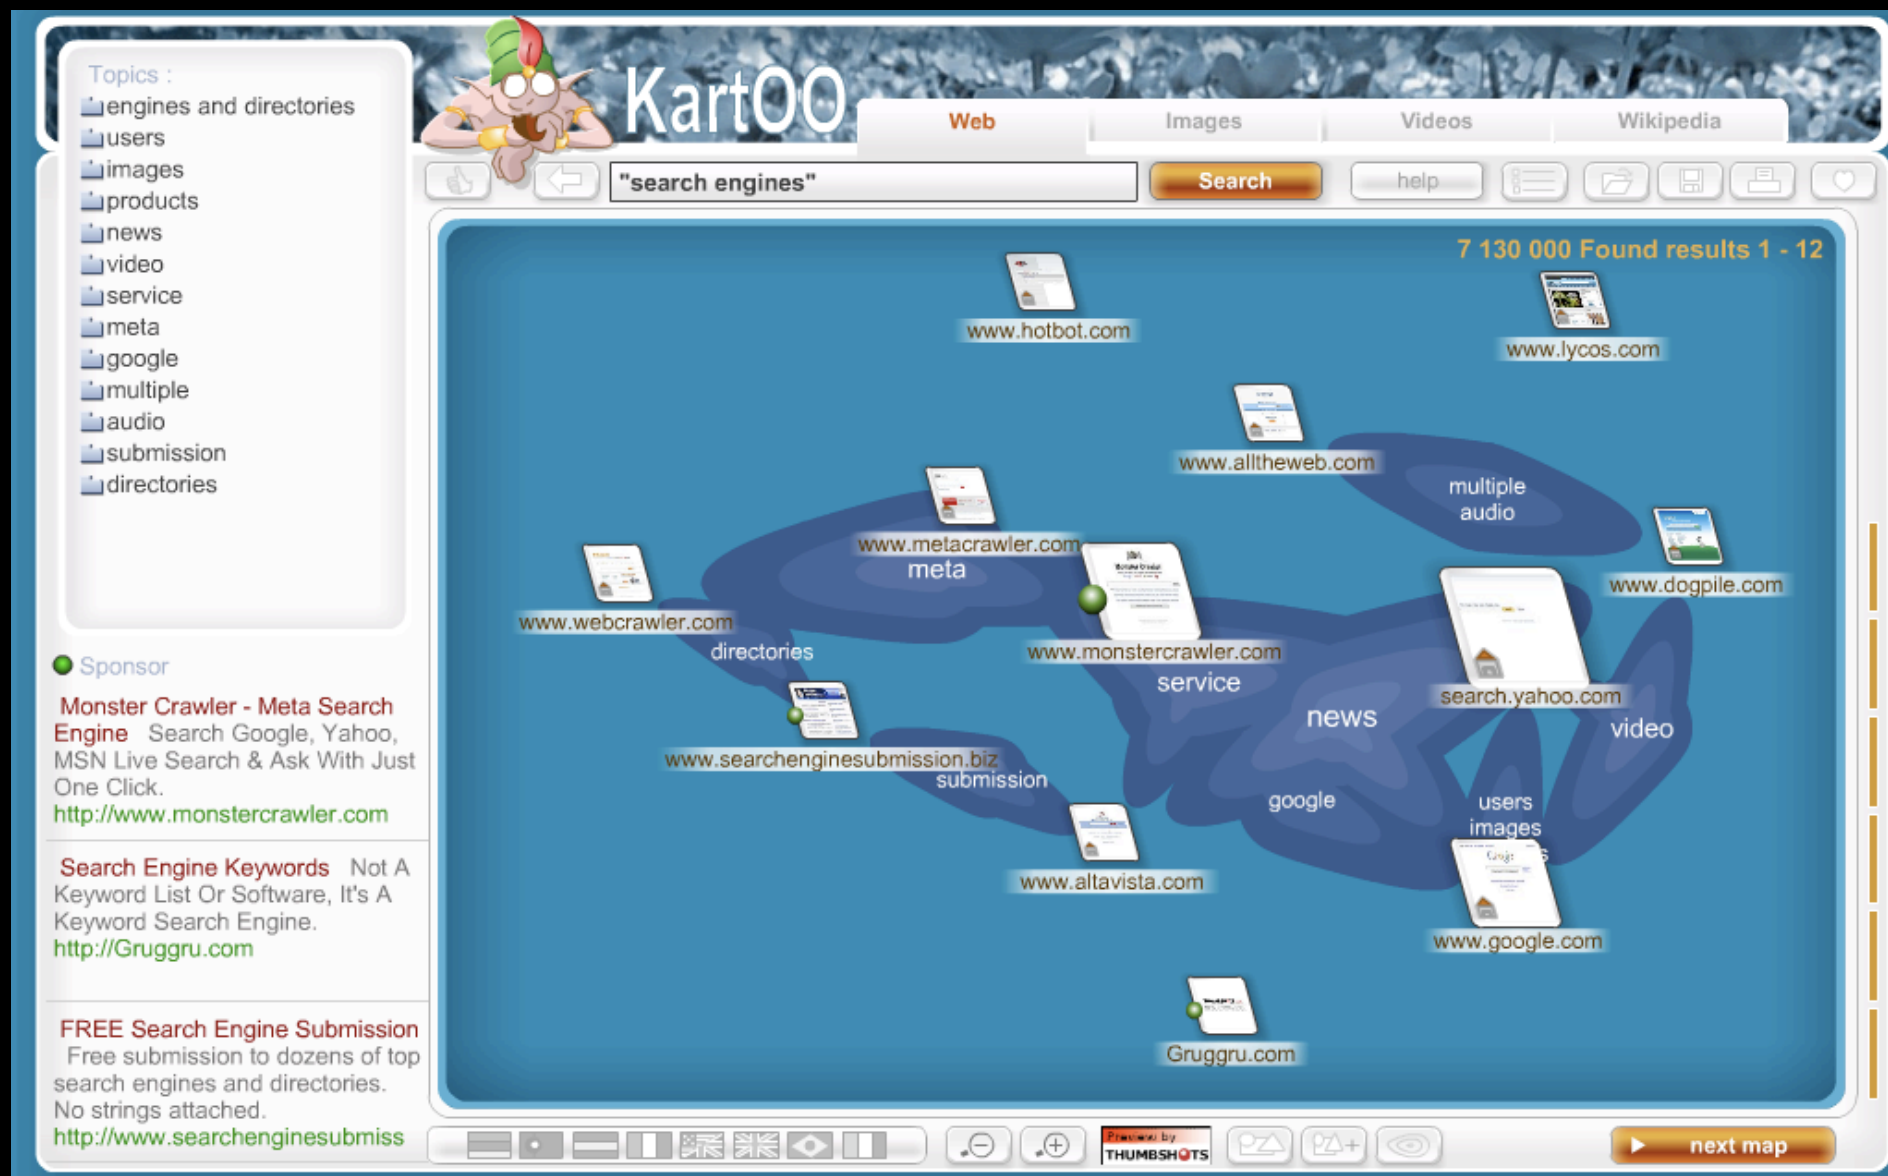 Topics :
engines and directories
users
images
products
news
video
service
meta
google
multiple
audio
submission
directories
Sponsor
Monster Crawler - Meta Search
Engine Search Google, Yahoo,
MSN Live Search & Ask With Just
One Click.
http://www.monstercrawler.com
Search Engine Keywords Not A
Keyword List Or Software, It's A
Keyword Search Engine.
http://Gruggru.com
FREE Search Engine Submission
Free submission to dozens of top
search engines and directories.
No strings attached.
http://www.searchenginesubmiss
KartOO
Web Images Videos Wikipedia
"search engines" Search help
7 130 000 Found results 1 - 12
www.hotbot.com
www.lycos.com
www.alltheweb.com
multiple
audio
www.metacrawler.com
meta
www.dogpile.com
www.webcrawler.com
directories
www.monstercrawler.com
service
search.yahoo.com
news
video
www.searchenginesubmission.biz
submission
google
users
images
www.altavista.com
Google
www.google.com
Gruggru.com
Preview by
THUMBSHOTS
next map